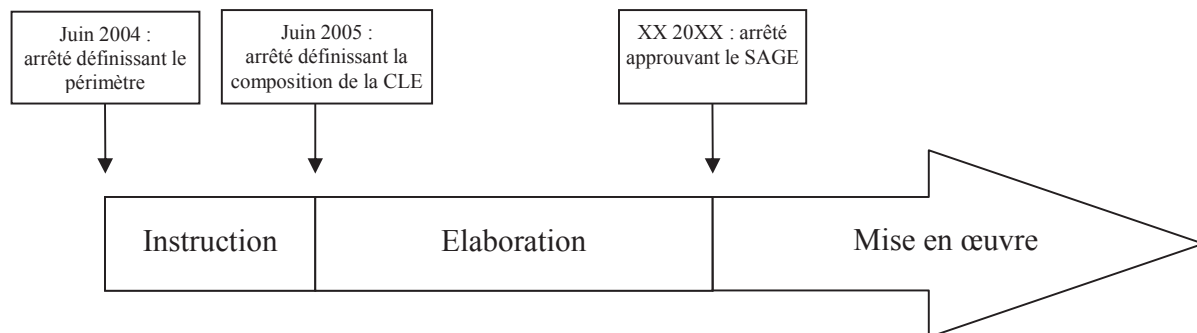 Juin 2004 :
arrêté définissant le
périmètre
Juin 2005 :
arrêté définissant la
composition de la CLE
XX 20XX : arrêté
approuvant le SAGE
Instruction
Elaboration
Mise en œuvre